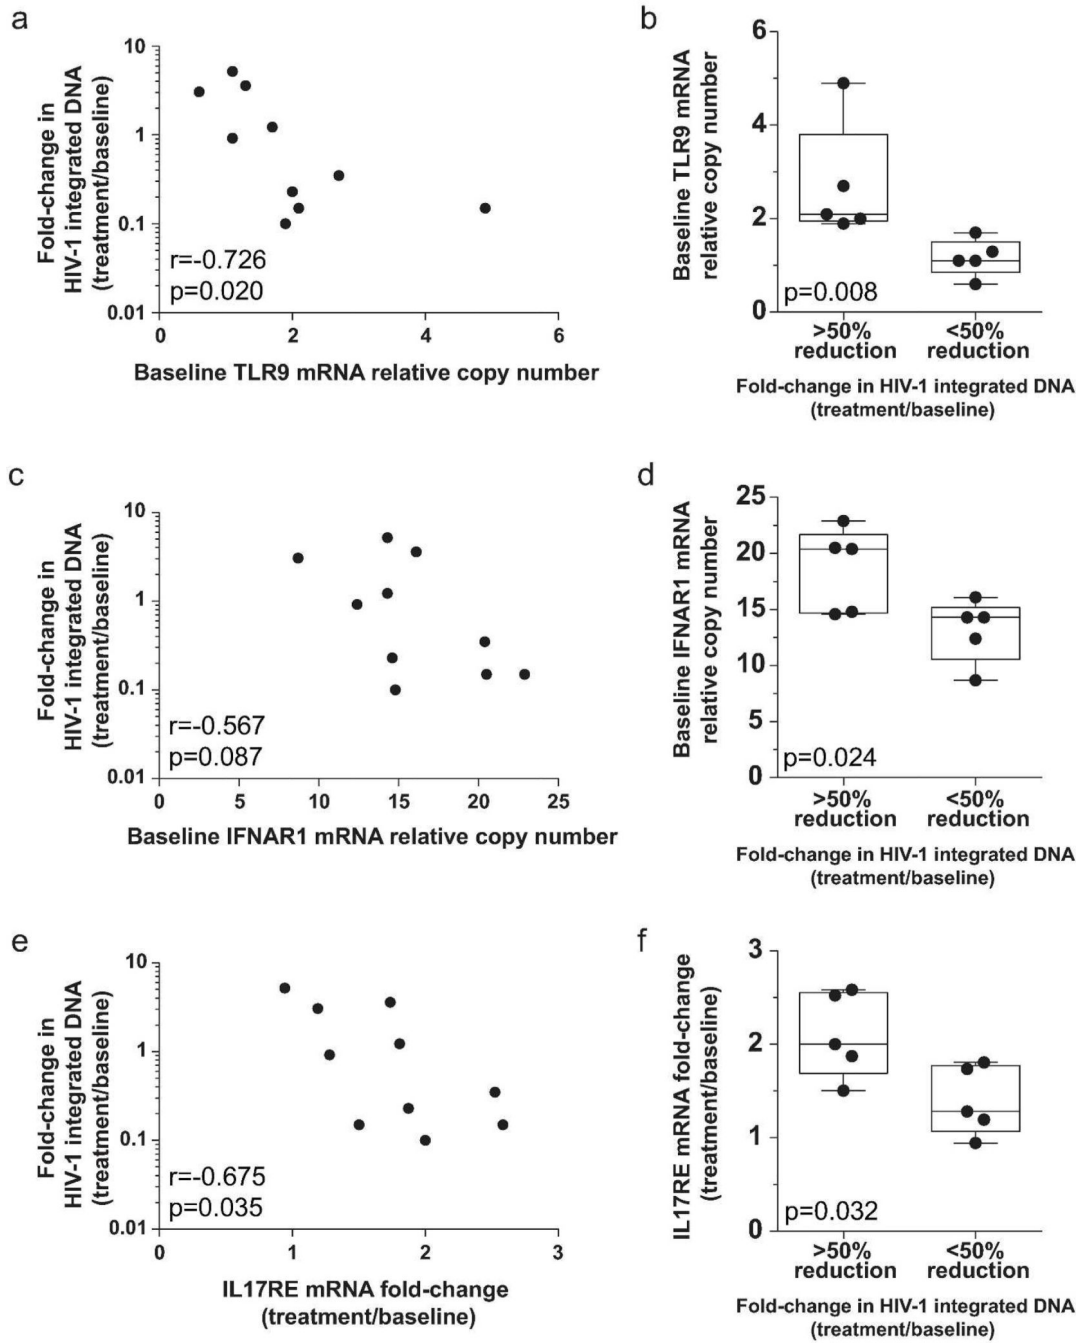 a
Fold-change in
HIV-1 integrated DNA
(treatment/baseline)
10
1
0.1
0.01
r=-0.726
p=0.020
0 2 4 6
Baseline TLR9 mRNA relative copy number
b
Baseline TLR9 mRNA
relative copy number
6
4
2
0
p=0.008
>50% <50%
reduction reduction
Fold-change in HIV-1 integrated DNA
(treatment/baseline)
c
Fold-change in
HIV-1 integrated DNA
(treatment/baseline)
10
1
0.1
0.01
r=-0.567
p=0.087
0 5 10 15 20 25
Baseline IFNAR1 mRNA relative copy number
d
Baseline IFNAR1 mRNA
relative copy number
25
20
15
10
5
0
p=0.024
>50% <50%
reduction reduction
Fold-change in HIV-1 integrated DNA
(treatment/baseline)
e
Fold-change in
HIV-1 integrated DNA
(treatment/baseline)
10
1
0.1
0.01
r=-0.675
p=0.035
0 1 2 3
IL17RE mRNA fold-change
(treatment/baseline)
f
IL17RE mRNA fold-change
(treatment/baseline)
3
2
1
0
p=0.032
>50% <50%
reduction reduction
Fold-change in HIV-1 integrated DNA
(treatment/baseline)